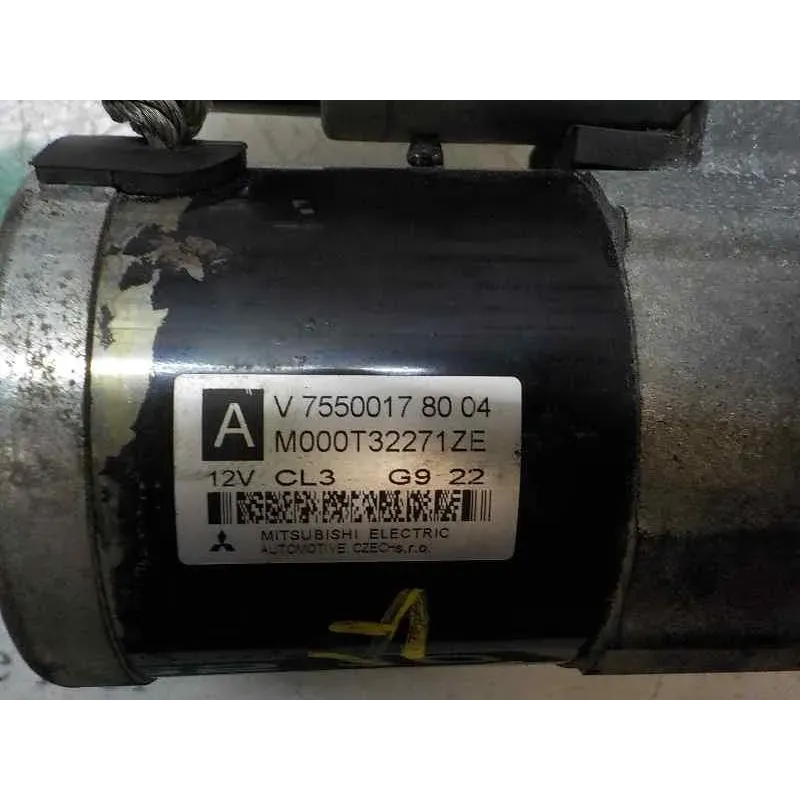 A
V 7550017 80 04
M000T32271ZE
12V CL3 G9 22
MITSUBISHI ELECTRIC
AUTOMOTIVE CZECH s.r.o.